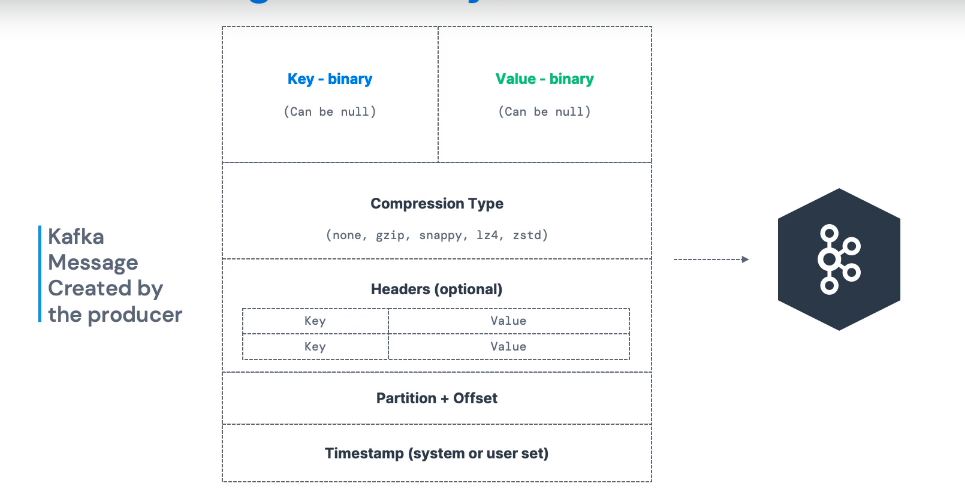 Key - binary
(Can be null)
Value - binary
(Can be null)
Compression Type
(none, gzip, snappy, lz4, zstd)
Kafka
Message
Created by
the producer
Headers (optional)
Key Value
Key Value
Partition + Offset
Timestamp (system or user set)